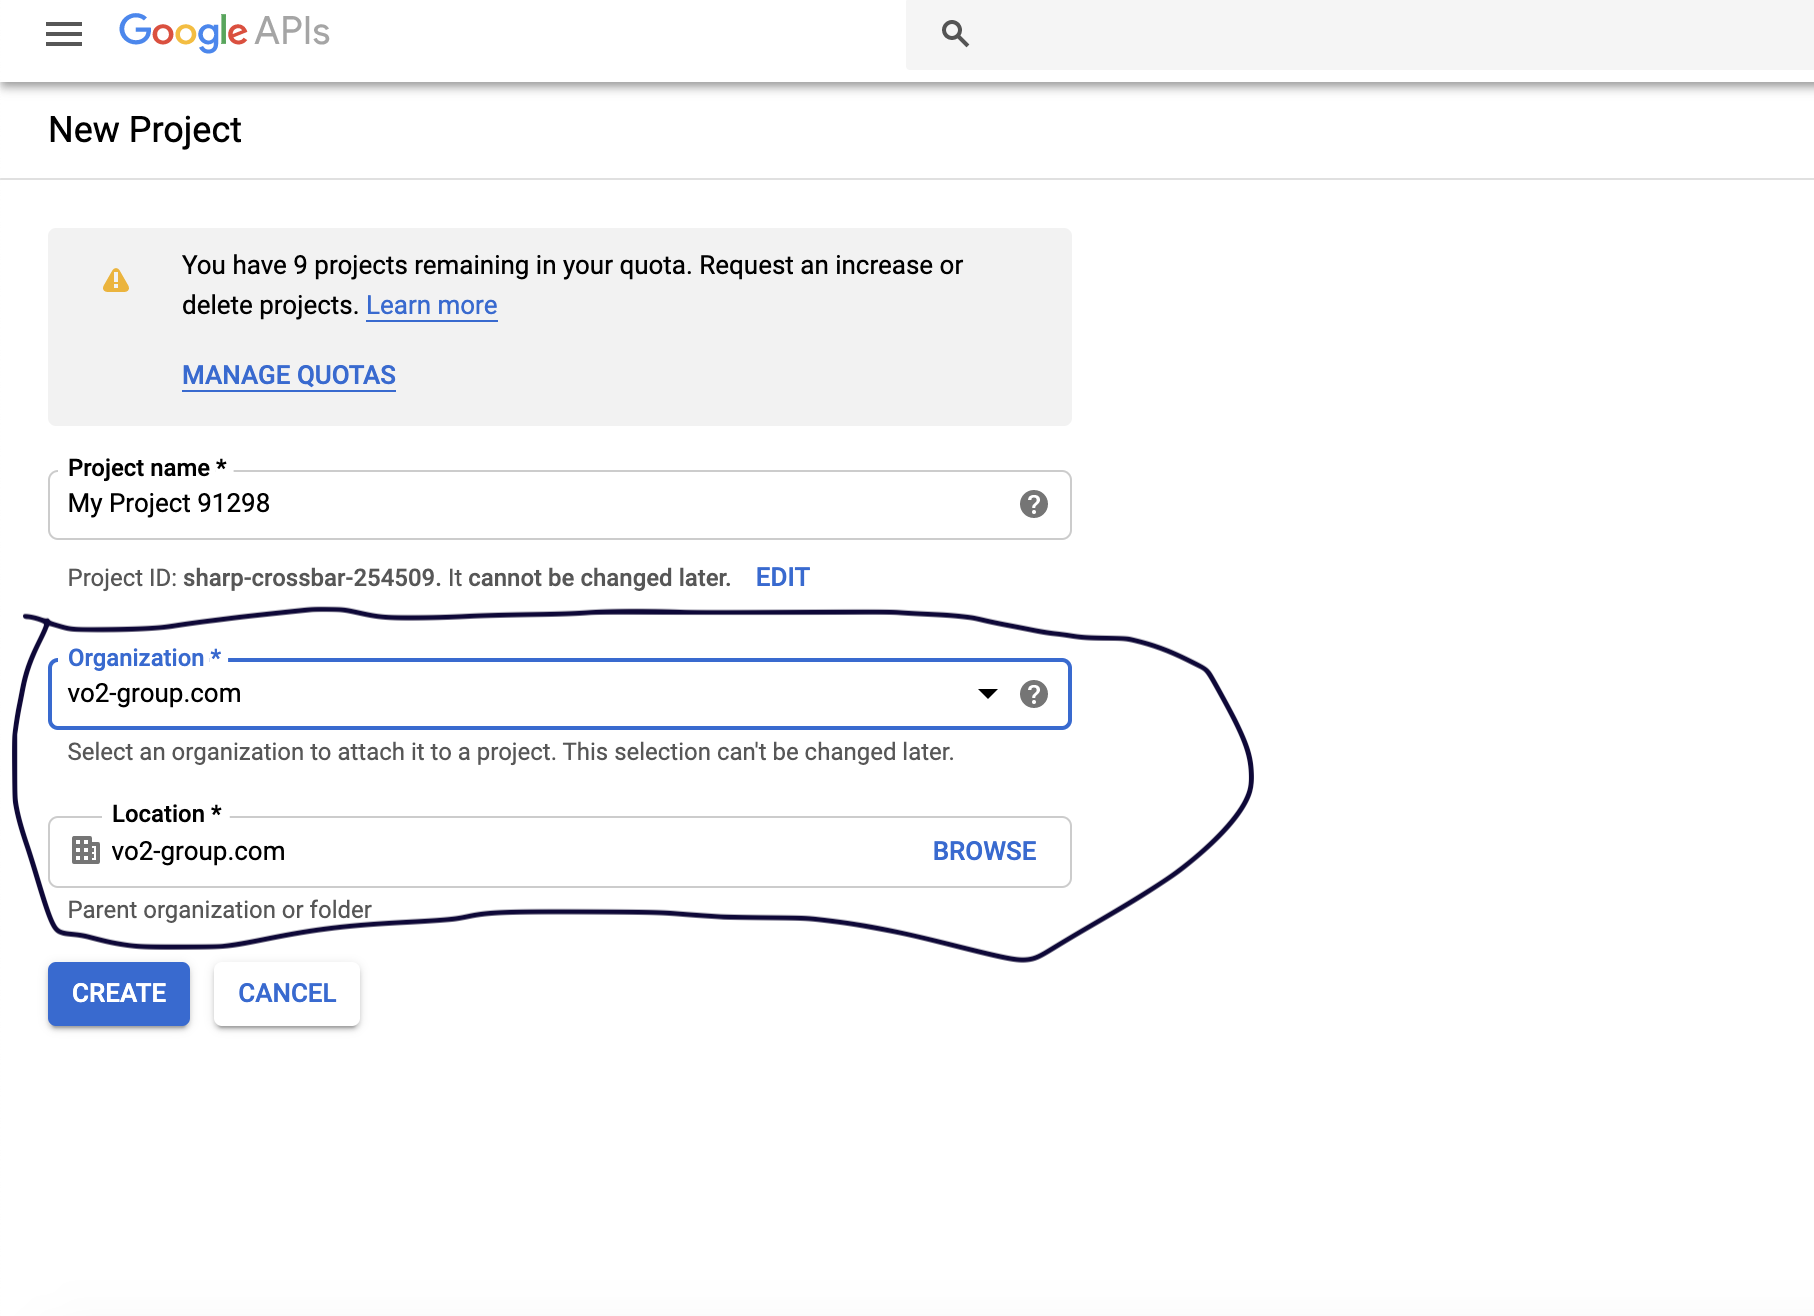 Google APIs
New Project
You have 9 projects remaining in your quota. Request an increase or
delete projects. Learn more
MANAGE QUOTAS
Project name *
My Project 91298
Project ID: sharp-crossbar-254509. It cannot be changed later. EDIT
Organization *
vo2-group.com
Select an organization to attach it to a project. This selection can't be changed later.
Location *
vo2-group.com BROWSE
Parent organization or folder
CREATE CANCEL